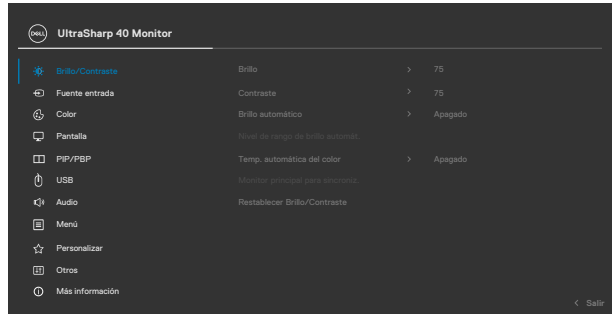 DELL UltraSharp 40 Monitor
Brillo/Contraste Brillo > 75
Fuente entrada Contraste > 75
Color Brillo automático > Apagado
Pantalla Nivel de rango de brillo automát.
PIP/PBP Temp. automática del color > Apagado
USB Monitor principal para sincroniz.
Audio Restablecer Brillo/Contraste
Menú
Personalizar
Otros
Más información
< Salir